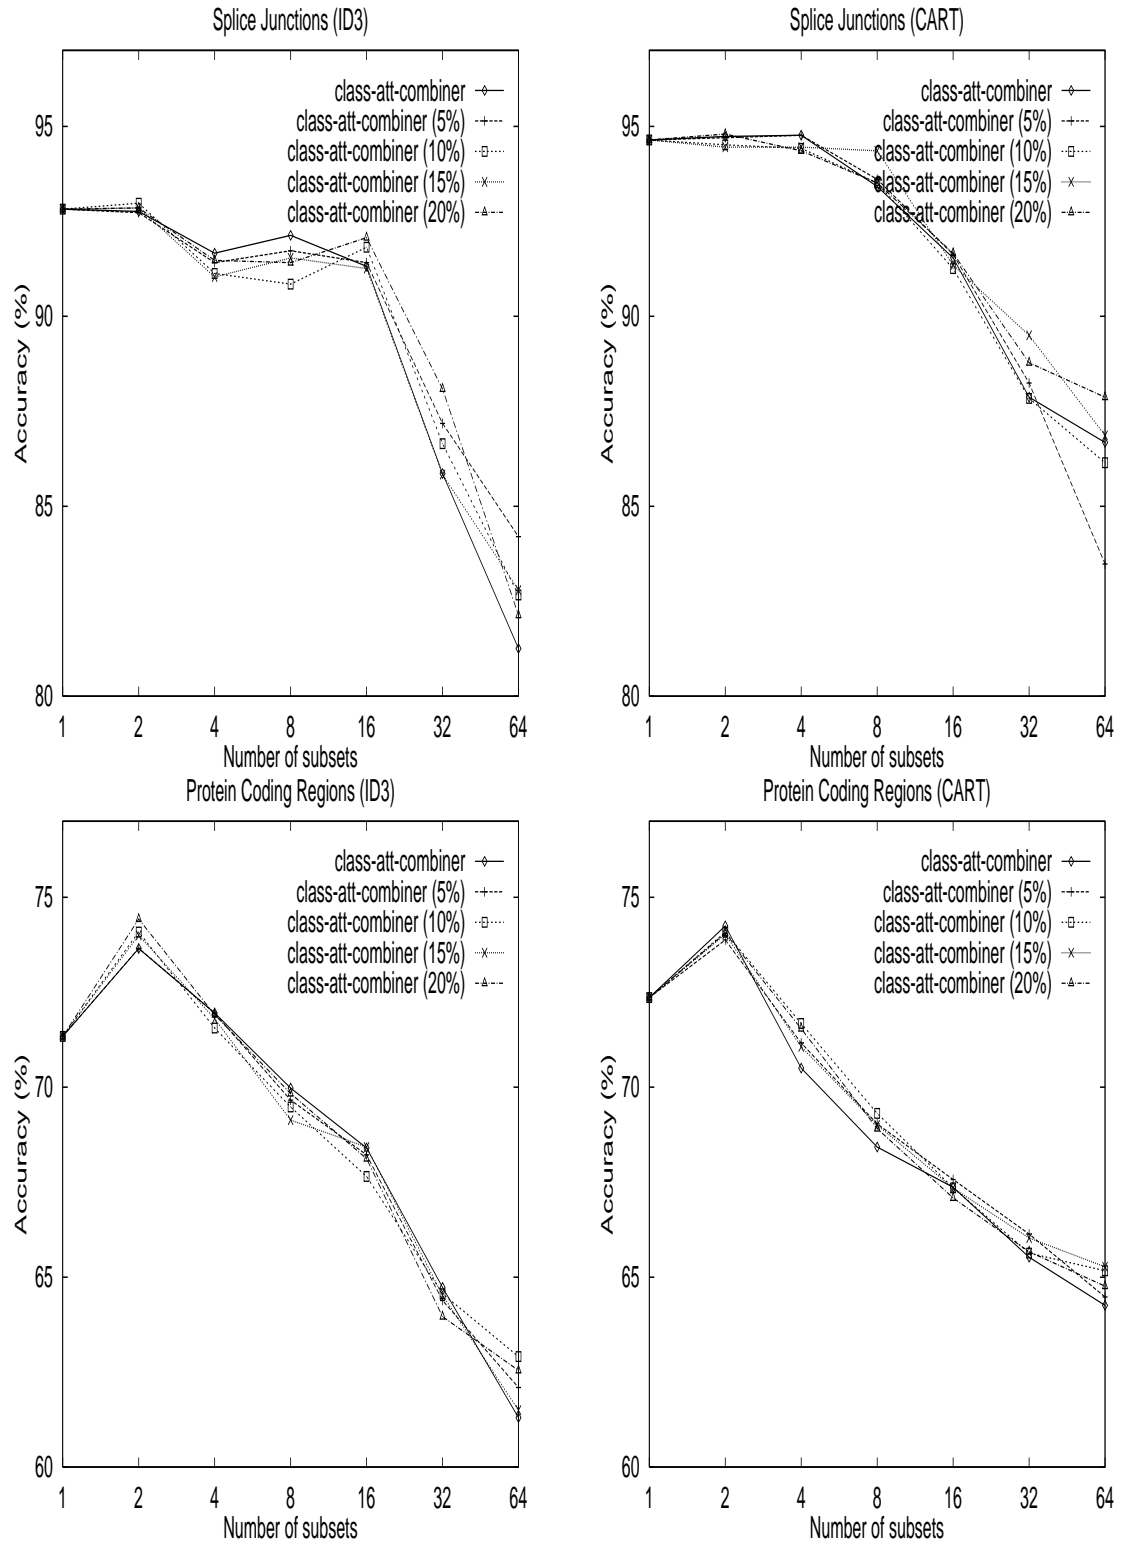 Splice Junctions (ID3)
class-att-combiner
class-att-combiner (5%)
class-att-combiner (10%)
class-att-combiner (15%)
class-att-combiner (20%)
95
90
85
80
Accuracy (%)
1 2 4 8 16 32 64
Number of subsets
Splice Junctions (CART)
class-att-combiner
class-att-combiner (5%)
class-att-combiner (10%)
class-att-combiner (15%)
class-att-combiner (20%)
95
90
85
80
Accuracy (%)
1 2 4 8 16 32 64
Number of subsets
Protein Coding Regions (ID3)
class-att-combiner
class-att-combiner (5%)
class-att-combiner (10%)
class-att-combiner (15%)
class-att-combiner (20%)
75
70
65
60
Accuracy (%)
1 2 4 8 16 32 64
Number of subsets
Protein Coding Regions (CART)
class-att-combiner
class-att-combiner (5%)
class-att-combiner (10%)
class-att-combiner (15%)
class-att-combiner (20%)
75
70
65
60
Accuracy (%)
1 2 4 8 16 32 64
Number of subsets